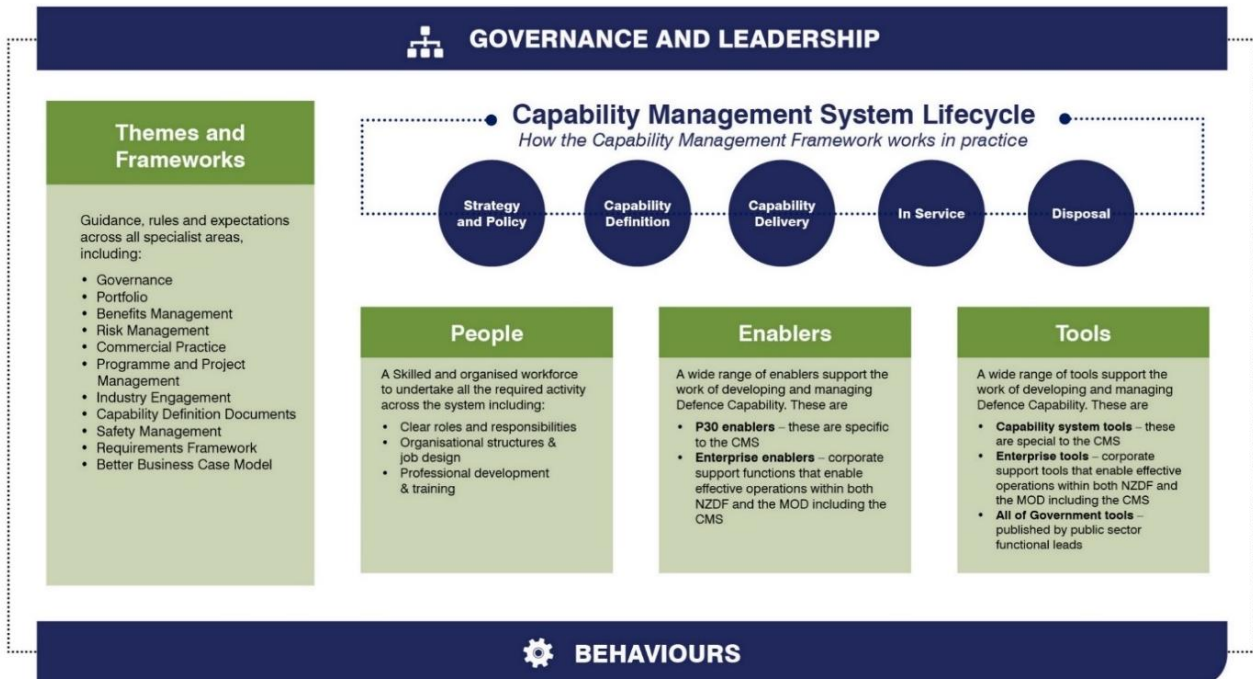 GOVERNANCE AND LEADERSHIP
Themes and
Frameworks
Guidance, rules and expectations
across all specialist areas,
including:
• Governance
• Portfolio
• Benefits Management
• Risk Management
• Commercial Practice
• Programme and Project
Management
• Industry Engagement
• Capability Definition Documents
• Safety Management
• Requirements Framework
• Better Business Case Model
Capability Management System Lifecycle
How the Capability Management Framework works in practice
Strategy
and Policy
Capability
Definition
Capability
Delivery
In Service
Disposal
People
A Skilled and organised workforce
to undertake all the required activity
across the system including:
• Clear roles and responsibilities
• Organisational structures &
job design
• Professional development
& training
Enablers
A wide range of enablers support the
work of developing and managing
Defence Capability. These are
• P30 enablers – these are specific
to the CMS
• Enterprise enablers – corporate
support functions that enable
effective operations within both
NZDF and the MOD including the
CMS
Tools
A wide range of tools support the
work of developing and managing
Defence Capability. These are
• Capability system tools – these
are special to the CMS
• Enterprise tools – corporate
support tools that enable effective
operations within both NZDF and
the MOD including the CMS
• All of Government tools –
published by public sector
functional leads
BEHAVIOURS